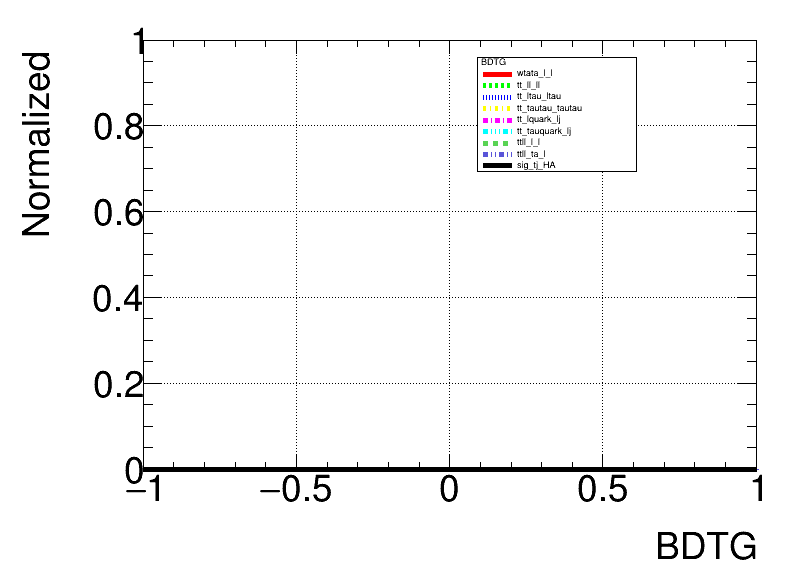 Normalized
1
0.8
0.6
0.4
0.2
0
BDTG
wtata_l_l
tt_ll_ll
tt_ltau_ltau
tt_tautau_tautau
tt_lquark_lj
tt_tauquark_lj
ttll_l_l
ttll_ta_l
sig_tj_HA
−1 −0.5 0 0.5 1
BDTG